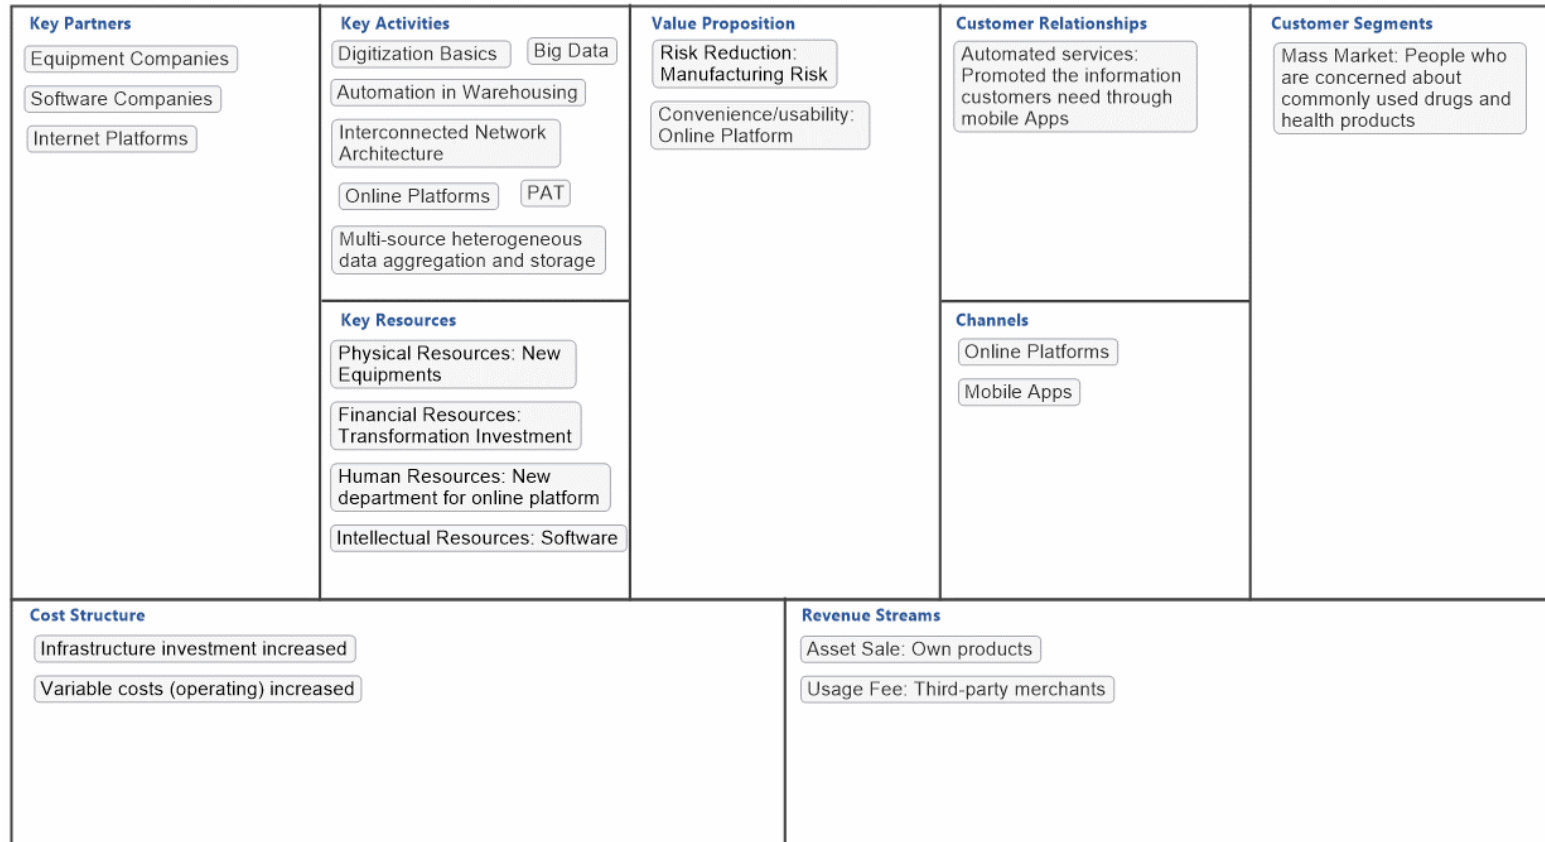 Key Partners
Equipment Companies
Software Companies
Internet Platforms
Key Activities
Digitization Basics
Big Data
Automation in Warehousing
Interconnected Network
Architecture
Online Platforms
PAT
Multi-source heterogeneous
data aggregation and storage
Key Resources
Physical Resources: New
Equipments
Financial Resources:
Transformation Investment
Human Resources: New
department for online platform
Intellectual Resources: Software
Value Proposition
Risk Reduction:
Manufacturing Risk
Convenience/usability:
Online Platform
Customer Relationships
Automated services:
Promoted the information
customers need through
mobile Apps
Channels
Online Platforms
Mobile Apps
Customer Segments
Mass Market: People who
are concerned about
commonly used drugs and
health products
Cost Structure
Infrastructure investment increased
Variable costs (operating) increased
Revenue Streams
Asset Sale: Own products
Usage Fee: Third-party merchants